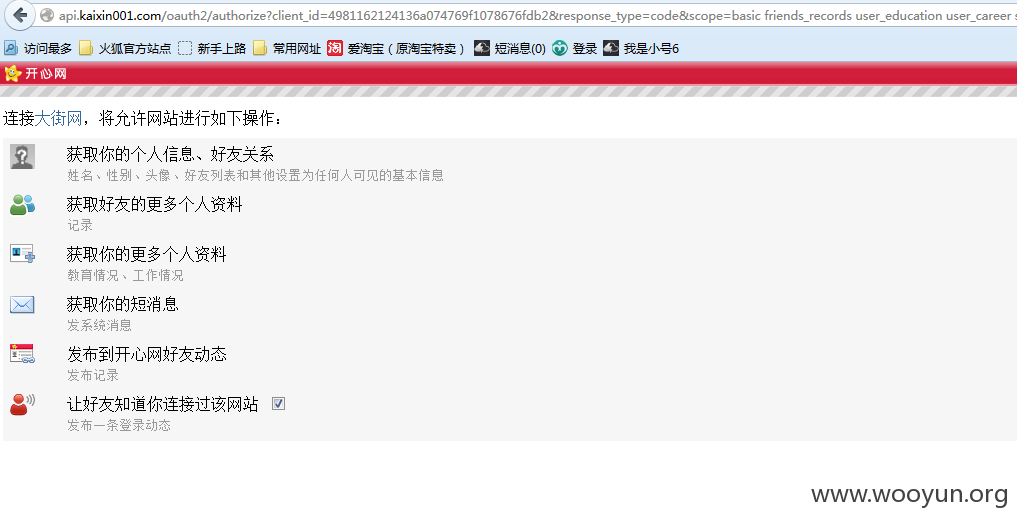 api.kaixin001.com/oauth2/authorize?client_id=4981162124136a074769f1078676fdb2&response_type=code&scope=basic friends_records user_education user_career s
访问最多 火狐官方站点 新手上路 常用网址 淘 爱淘宝（原淘宝特卖） 短消息(0) 登录 我是小号6
开心网
连接大街网，将允许网站进行如下操作：
获取你的个人信息、好友关系
姓名、性别、头像、好友列表和其他设置为任何人可见的基本信息
获取好友的更多个人资料
记录
获取你的更多个人资料
教育情况、工作情况
获取你的短消息
发系统消息
发布到开心网好友动态
发布记录
让好友知道你连接过该网站
发布一条登录动态
www.wooyun.org